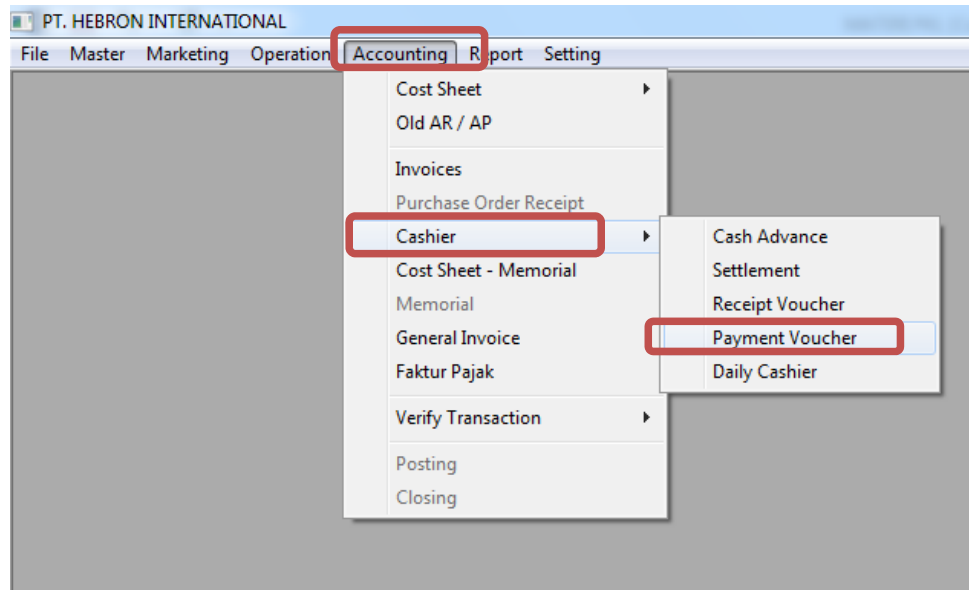 PT. HEBRON INTERNATIONAL
File Master Marketing Operation Accounting Report Setting
Cost Sheet
Old AR / AP
Invoices
Purchase Order Receipt
Cashier
Cost Sheet - Memorial
Memorial
General Invoice
Faktur Pajak
Verify Transaction
Posting
Closing
Cash Advance
Settlement
Receipt Voucher
Payment Voucher
Daily Cashier